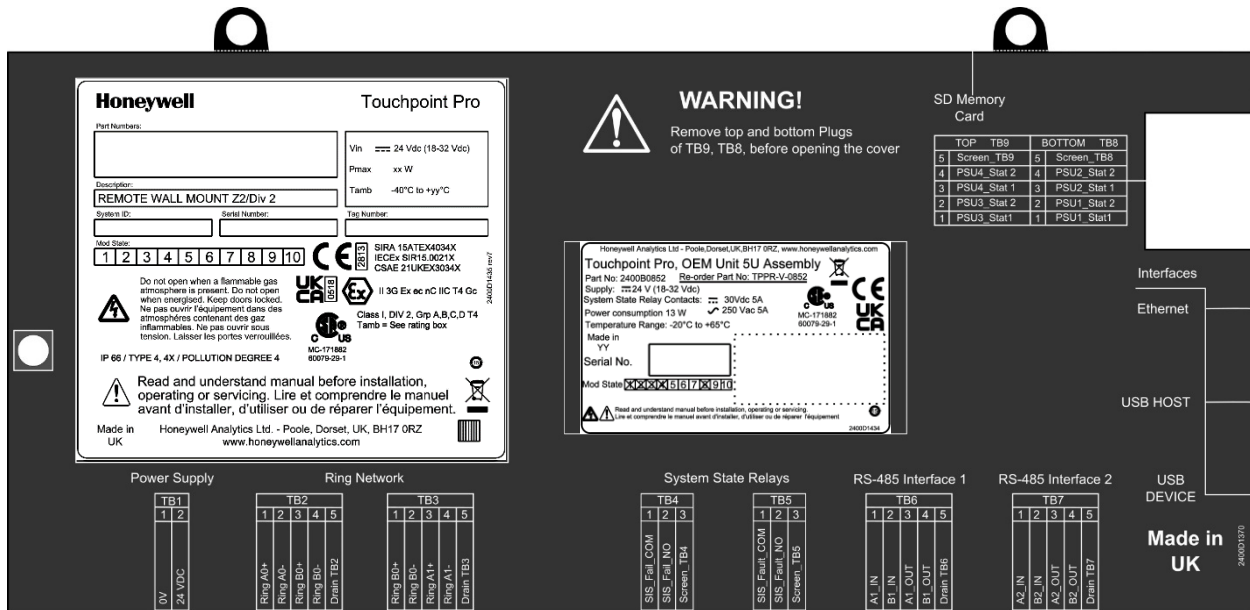 Honeywell
Touchpoint Pro
Part Numbers:
Vin 24 Vdc (18-32 Vdc)
Pmax xx W
Tamb -40°C to +yy°C
Description:
REMOTE WALL MOUNT Z2/Div 2
System ID:
Serial Number:
Tag Number:
Mod State:
1 2 3 4 5 6 7 8 9 10
CE 2813
SIRA 15ATEX4034X
IECEx SIR15.0021X
CSAE 21UKEX3034X
2400D1435 rev7
Do not open when a flammable gas
atmosphere is present. Do not open
when energised. Keep doors locked.
Ne pas ouvrir l'équipement dans des
atmosphères contenant des gaz
inflammables. Ne pas ouvrir sous
tension. Laisser les portes verrouillées.
UK CA 0518
Ex
II 3G Ex ec nC IIC T4 Gc
C US
MC-171882
60079-29-1
Class I, DIV 2, Grp A,B,C,D T4
Tamb = See rating box
IP 66 / TYPE 4, 4X / POLLUTION DEGREE 4
Read and understand manual before installation,
operating or servicing. Lire et comprendre le manuel
avant d'installer, d'utiliser ou de réparer l'équipement.
Made in
UK
Honeywell Analytics Ltd. - Poole, Dorset, UK, BH17 0RZ
www.honeywellanalytics.com
WARNING!
Remove top and bottom Plugs
of TB9, TB8, before opening the cover
SD Memory
Card
TOP TB9 BOTTOM TB8
5 Screen_TB9 5 Screen_TB8
4 PSU4_Stat 2 4 PSU2_Stat 2
3 PSU4_Stat 1 3 PSU2_Stat 1
2 PSU3_Stat 2 2 PSU1_Stat 2
1 PSU3_Stat1 1 PSU1_Stat1
Honeywell Analytics Ltd - Poole,Dorset,UK,BH17 0RZ, www.honeywellanalytics.com
Touchpoint Pro, OEM Unit 5U Assembly
Part No: 2400B0852 Re-order Part No: TPPR-V-0852
Supply: 24 V (18-32 Vdc)
System State Relay Contacts: 30Vdc 5A
Power consumption 13 W 250 Vac 5A
Temperature Range: -20°C to +65°C
C US
MC-171882
60079-29-1
CE
UK
CA
Made in
YY
Serial No.
Mod State 1 2 3 4 5 6 7 8 9 10
Read and understand manual before installation, operating or servicing.
Lire et comprendre le manuel avant d'installer, d'utiliser ou de réparer l'équipement
2400D1434
Interfaces
Ethernet
USB HOST
USB
DEVICE
Made in
UK
2400D1370
Power Supply
TB1
1 2
0V
24 VDC
Ring Network
TB2
1 2 3 4 5
Ring A0+
Ring A0-
Ring B0+
Ring B0-
Drain TB2
TB3
1 2 3 4 5
Ring B0+
Ring B0-
Ring A1+
Ring A1-
Drain TB3
System State Relays
TB4
1 2 3
SIS_Fail_COM
SIS_Fail_NO
Screen_TB4
TB5
1 2 3
SIS_Fault_COM
SIS_Fault_NO
Screen_TB5
RS-485 Interface 1
TB6
1 2 3 4 5
A1_IN
B1_IN
A1_OUT
B1_OUT
Drain TB6
RS-485 Interface 2
TB7
1 2 3 4 5
A2_IN
B2_IN
A2_OUT
B2_OUT
Drain TB7